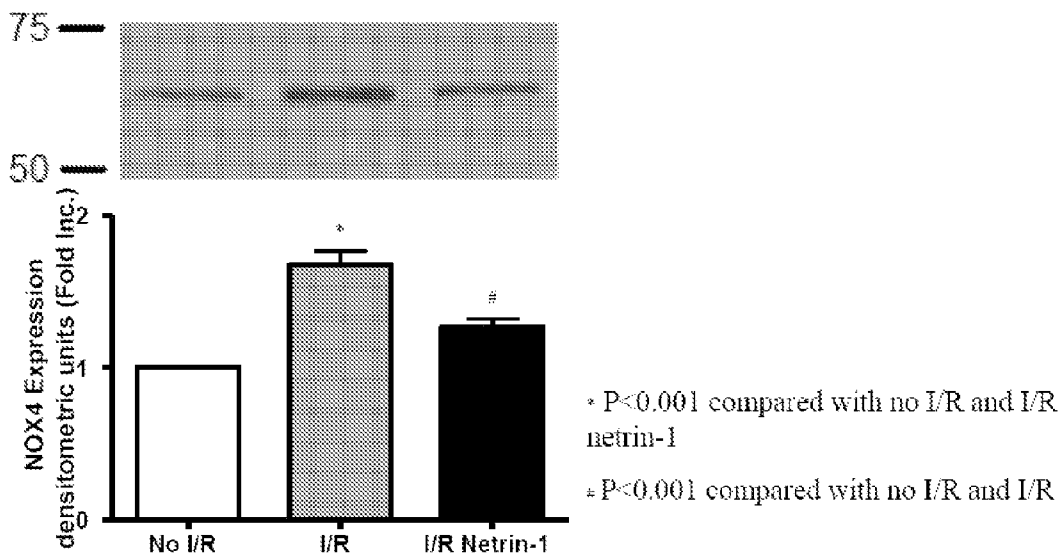 75
50
NOX4 Expression
densitometric units (Fold Inc.)
2
1
0
*
#
No I/R
I/R
I/R Netrin-1
* P<0.001 compared with no I/R and I/R
netrin-1
# P<0.001 compared with no I/R and I/R